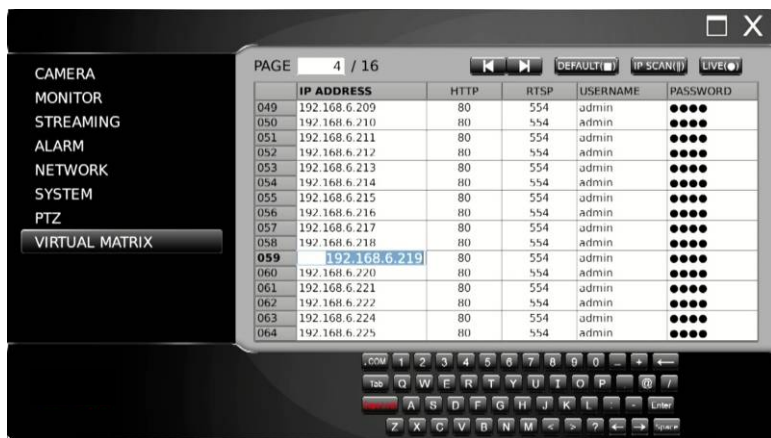 X
PAGE 4 / 16 DEFAULT(■) IP SCAN(||) LIVE(●)
CAMERA
MONITOR
STREAMING
ALARM
NETWORK
SYSTEM
PTZ
VIRTUAL MATRIX
IP ADDRESS HTTP RTSP USERNAME PASSWORD
049 192.168.6.209 80 554 admin ●●●●
050 192.168.6.210 80 554 admin ●●●●
051 192.168.6.211 80 554 admin ●●●●
052 192.168.6.212 80 554 admin ●●●●
053 192.168.6.213 80 554 admin ●●●●
054 192.168.6.214 80 554 admin ●●●●
055 192.168.6.215 80 554 admin ●●●●
056 192.168.6.216 80 554 admin ●●●●
057 192.168.6.217 80 554 admin ●●●●
058 192.168.6.218 80 554 admin ●●●●
059 192.168.6.219 80 554 admin ●●●●
060 192.168.6.220 80 554 admin ●●●●
061 192.168.6.221 80 554 admin ●●●●
062 192.168.6.222 80 554 admin ●●●●
063 192.168.6.224 80 554 admin ●●●●
064 192.168.6.225 80 554 admin ●●●●
.COM 1 2 3 4 5 6 7 8 9 0 _ + ←
Tab Q W E R T Y U I O P @ /
A S D F G H J K L : - Enter
Z X C V B N M < > ? ← → Space